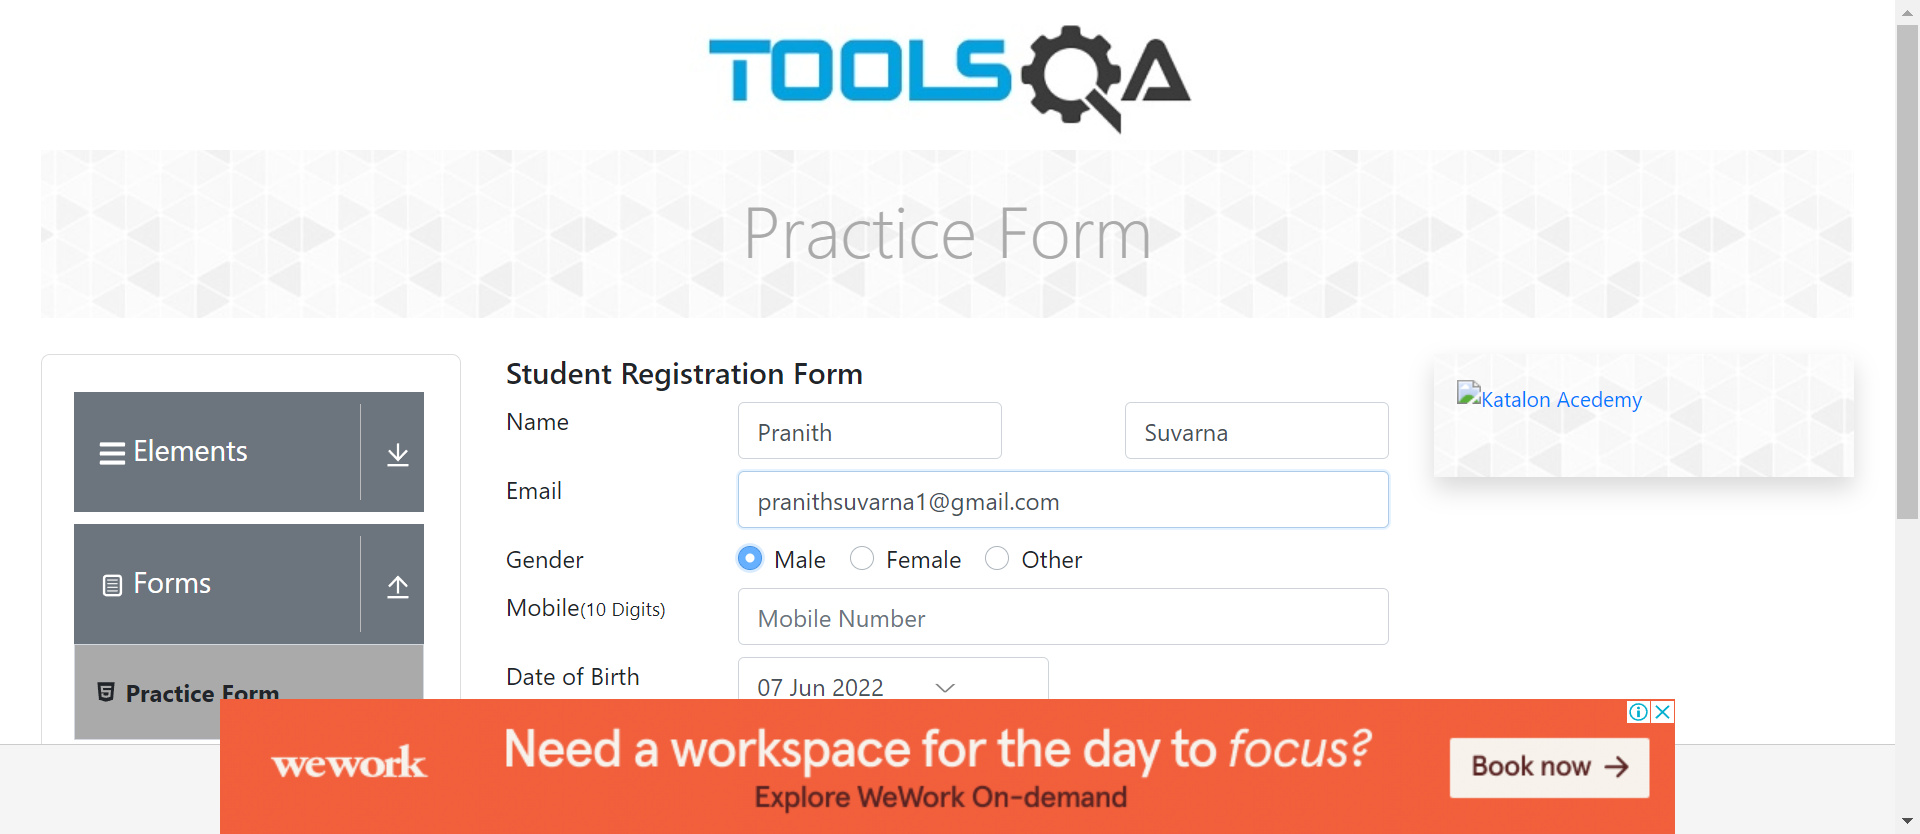 TOOLSQA
Practice Form
Elements
Forms
Practice Form
Student Registration Form
Name
Pranith
Suvarna
Email
pranithsuvarna1@gmail.com
Gender
Male
Female
Other
Mobile(10 Digits)
Mobile Number
Date of Birth
07 Jun 2022
Katalon Acedemy
wework
Need a workspace for the day to focus?
Explore WeWork On-demand
Book now